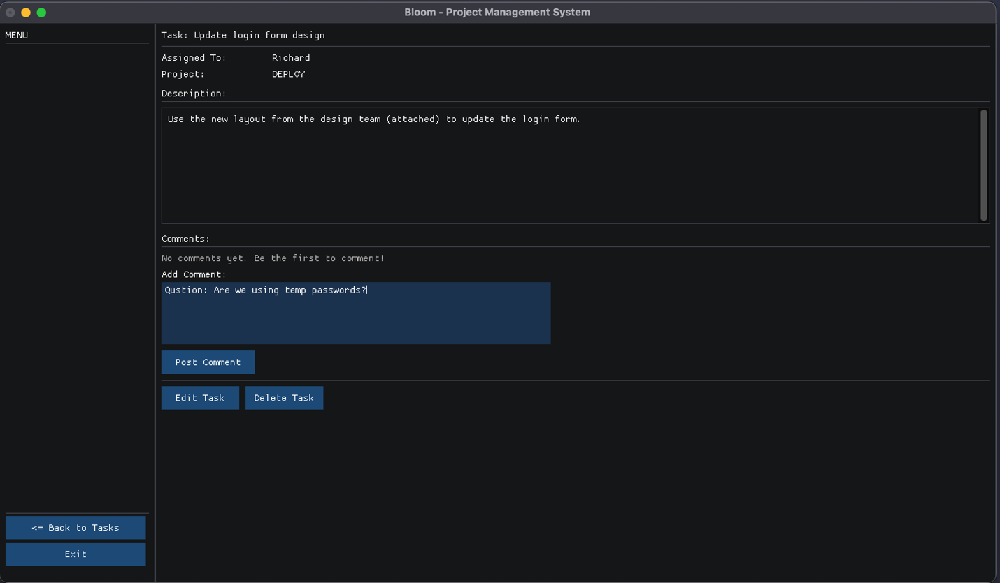 Bloom - Project Management System
MENU
Task: Update login form design
Assigned To: Richard
Project: DEPLOY
Description:
Use the new layout from the design team (attached) to update the login form.
Comments:
No comments yet. Be the first to comment!
Add Comment:
Qustion: Are we using temp passwords?
Post Comment
Edit Task Delete Task
<= Back to Tasks
Exit